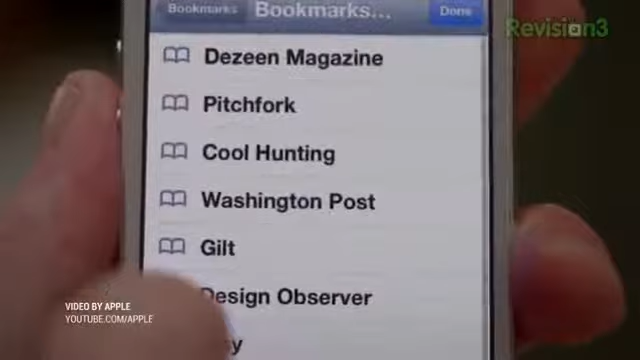 Bookmarks
Bookmarks...
Done
Revision3
Dezeen Magazine
Pitchfork
Cool Hunting
Washington Post
Gilt
Design Observer
VIDEO BY APPLE
YOUTUBE.COM/APPLE